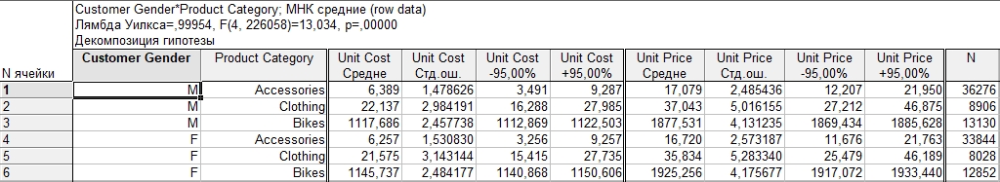 Customer Gender*Product Category; МНК средние (row data)
Лямбда Уилкса=,99954, F(4, 226058)=13,034, p=,00000
Декомпозиция гипотезы
N ячейки Customer Gender Product Category Unit Cost Средне Unit Cost Стд.ош. Unit Cost -95,00% Unit Cost +95,00% Unit Price Средне Unit Price Стд.ош. Unit Price -95,00% Unit Price +95,00% N
1 M Accessories 6,389 1,478626 3,491 9,287 17,079 2,485436 12,207 21,950 36276
2 M Clothing 22,137 2,984191 16,288 27,985 37,043 5,016155 27,212 46,875 8906
3 M Bikes 1117,686 2,457738 1112,869 1122,503 1877,531 4,131235 1869,434 1885,628 13130
4 F Accessories 6,257 1,530830 3,256 9,257 16,720 2,573187 11,676 21,763 33844
5 F Clothing 21,575 3,143144 15,415 27,735 35,834 5,283340 25,479 46,189 8028
6 F Bikes 1145,737 2,484177 1140,868 1150,606 1925,256 4,175677 1917,072 1933,440 12852